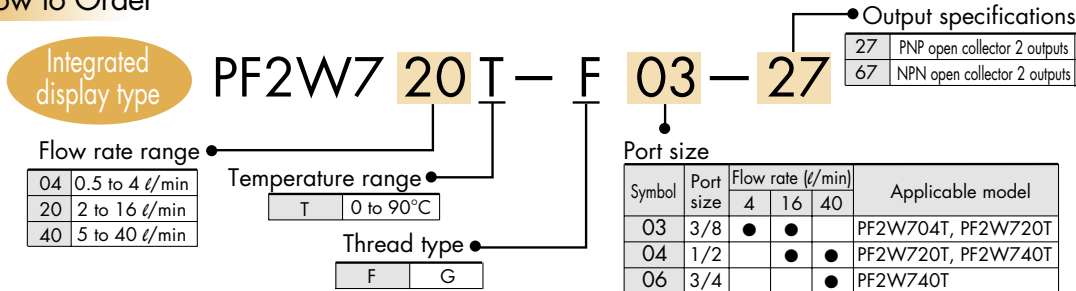 How to Order
Integrated
display type
PF2W7 20 T — F 03 — 27
Output specifications
27 PNP open collector 2 outputs
67 NPN open collector 2 outputs
Flow rate range
04 0.5 to 4 ℓ/min
20 2 to 16 ℓ/min
40 5 to 40 ℓ/min
Temperature range
T 0 to 90°C
Thread type
F G
Port size
Symbol Port size Flow rate (ℓ/min) Applicable model
4 16 40
03 3/8 ● ● PF2W704T, PF2W720T
04 1/2 ● ● PF2W720T, PF2W740T
06 3/4 ● PF2W740T